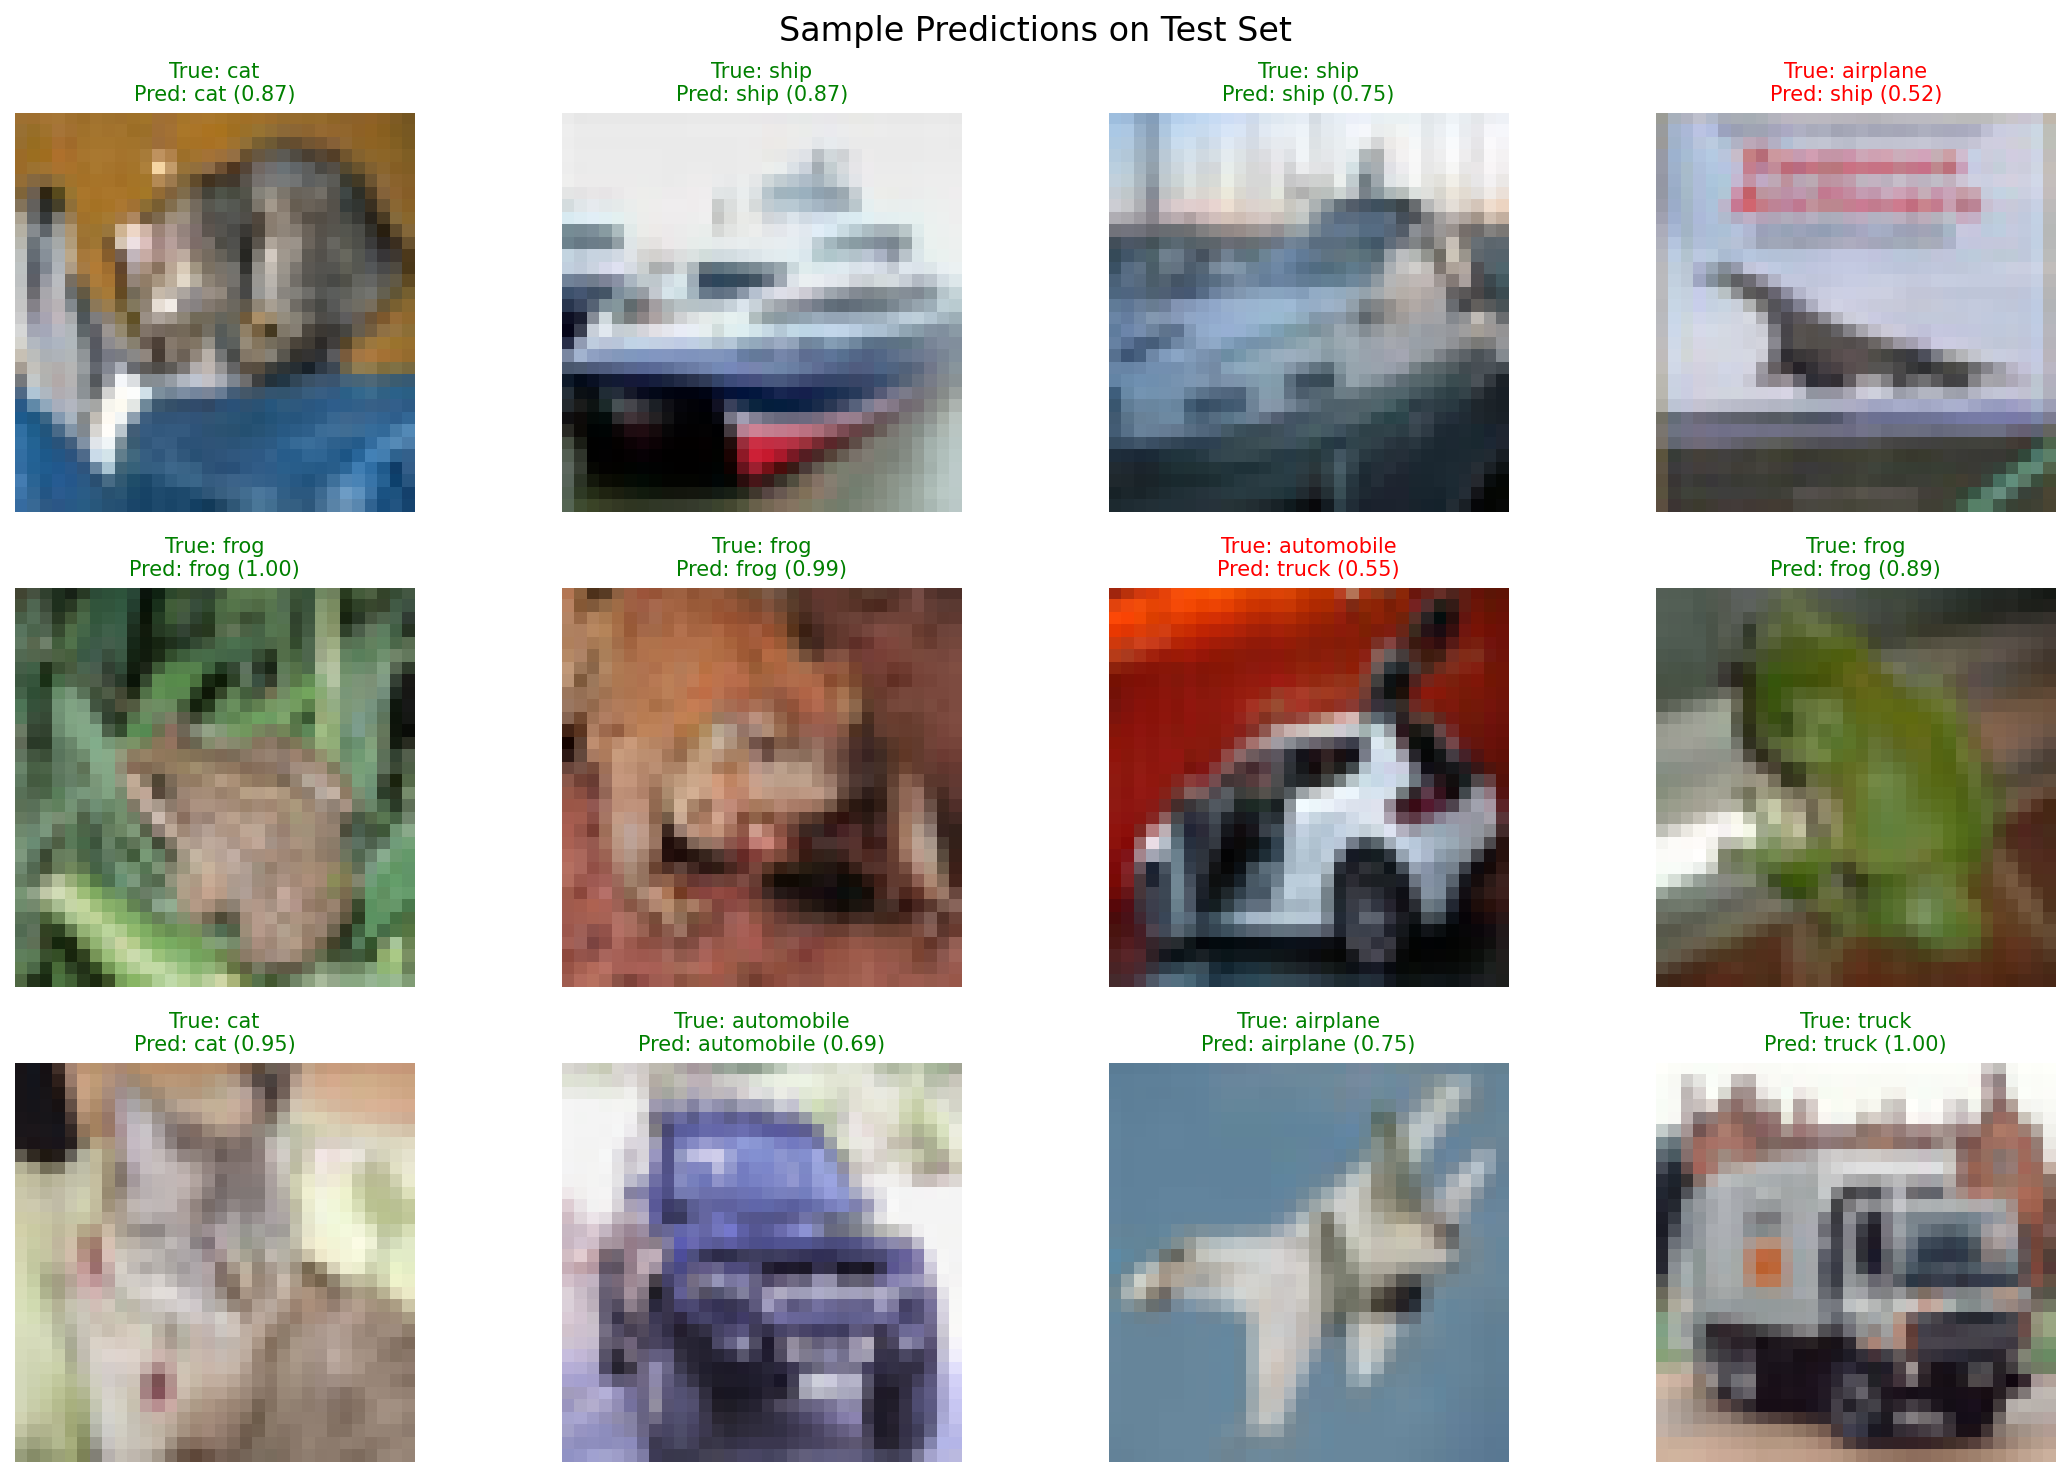 Sample Predictions on Test Set
True: cat
Pred: cat (0.87)
True: ship
Pred: ship (0.87)
True: ship
Pred: ship (0.75)
True: airplane
Pred: ship (0.52)
True: frog
Pred: frog (1.00)
True: frog
Pred: frog (0.99)
True: automobile
Pred: truck (0.55)
True: frog
Pred: frog (0.89)
True: cat
Pred: cat (0.95)
True: automobile
Pred: automobile (0.69)
True: airplane
Pred: airplane (0.75)
True: truck
Pred: truck (1.00)